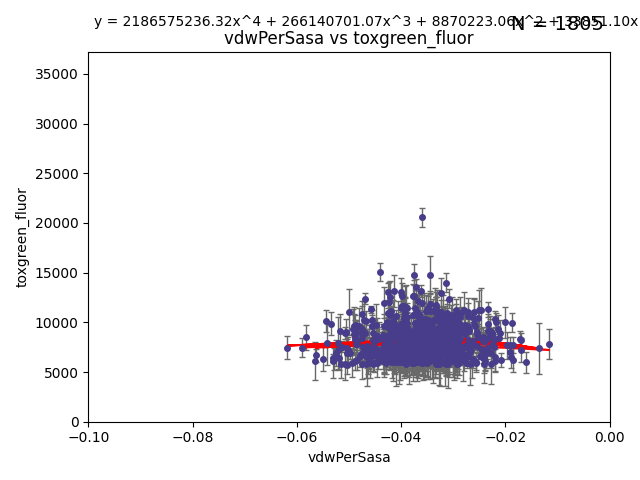 y = 2186575236.32x^4 + 266140701.07x^3 + 8870223.06x^2 +
N = 1805
vdwPerSasa vs toxgreen_fluor
35000
30000
25000
20000
15000
10000
5000
0
toxgreen_fluor
−0.10 −0.08 −0.06 −0.04 −0.02 0.00
vdwPerSasa